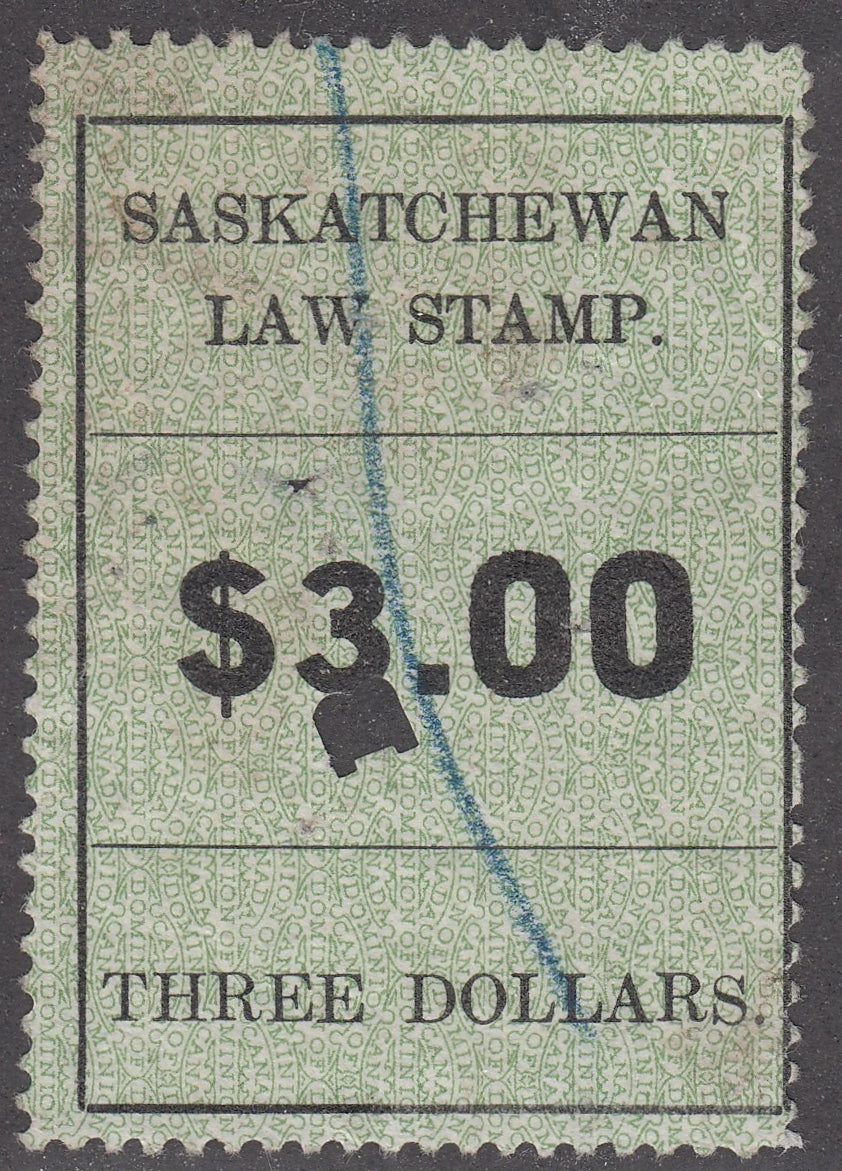 SASKATCHEWAN
LAW STAMP.
$3.00
THREE DOLLARS.